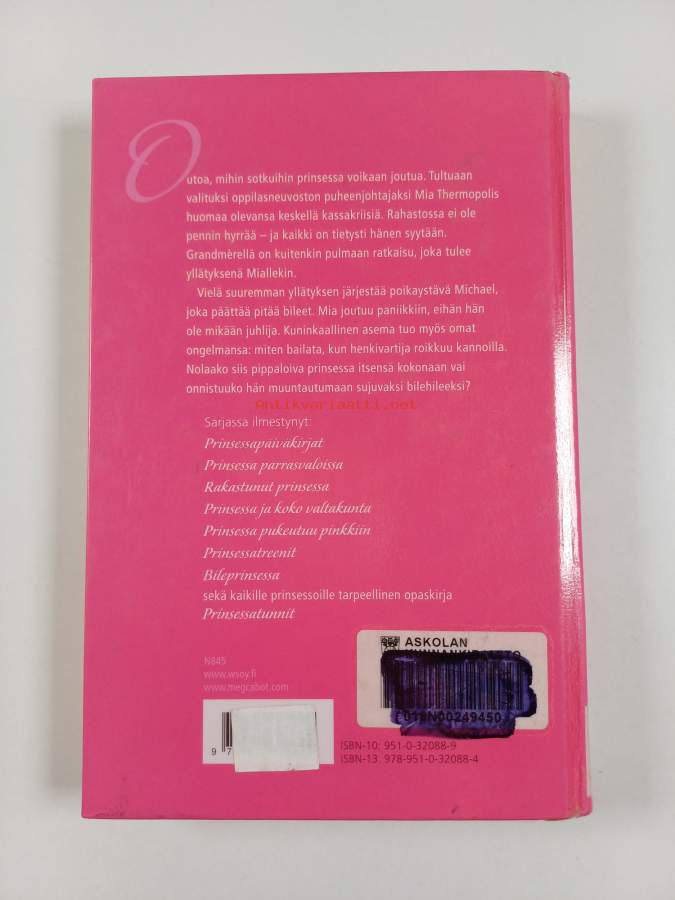 Outoa, mihin sotkuihin prinsessa voikaan joutua. Tultuaan
valituksi oppilasneuvoston puheenjohtajaksi Mia Thermopolis
huomaa olevansa keskellä kassakriisiä. Rahastossa ei ole
pennin hyrrää – ja kaikki on tietysti hänen syytään.
Grandmèrellä on kuitenkin pulmaan ratkaisu, joka tulee
yllätyksenä Miallekin.
Vielä suuremman yllätyksen järjestää poikaystävä Michael,
joka päättää pitää bileet. Mia joutuu paniikkiin, eihän hän
ole mikään juhlija. Kuninkaallinen asema tuo myös omat
ongelmansa: miten bailata, kun henkivartija roikkuu kannoilla.
Nolaako siis pippaloiva prinsessa itsensä kokonaan vai
onnistuuko hän muuntautumaan sujuvaksi bilehileeksi?
Antikvariaatti.net
Sarjassa ilmestynyt:
Prinsessapäiväkirjat
Prinsessa parrasvaloissa
Rakastunut prinsessa
Prinsessa ja koko valtakunta
Prinsessa pukeutuu pinkkiin
Prinsessatreenit
Bileprinsessa
sekä kaikille prinsessoille tarpeellinen opaskirja
Prinsessatunnit
ASKOLAN
018N00249450
N845
www.wsoy.fi
www.megcabot.com
9 7
ISBN-10: 951-0-32088-9
ISBN-13: 978-951-0-32088-4